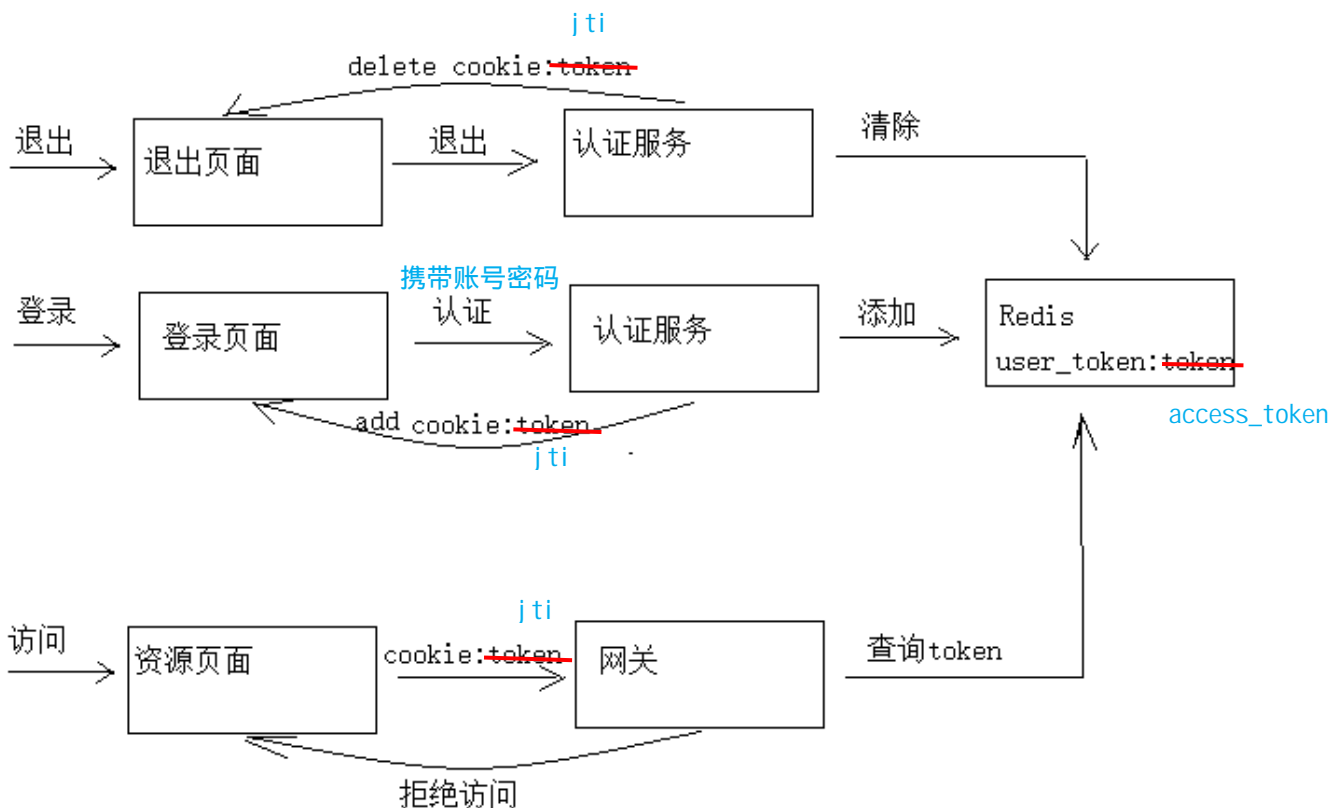 jti
delete cookie:token
退出
退出页面
退出
认证服务
清除
登录
登录页面
携带账号密码
认证
认证服务
添加
Redis
user_token:token
access_token
add cookie:token
jti
访问
资源页面
jti
cookie:token
网关
查询token
拒绝访问